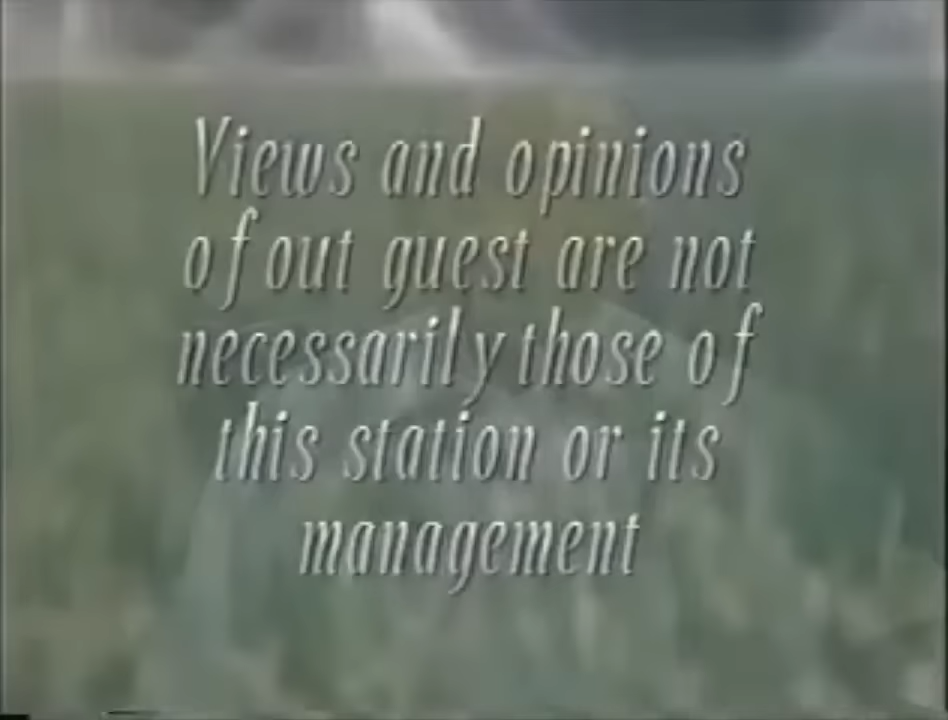 Views and opinions
of out guest are not
necessarily those of
this station or its
management